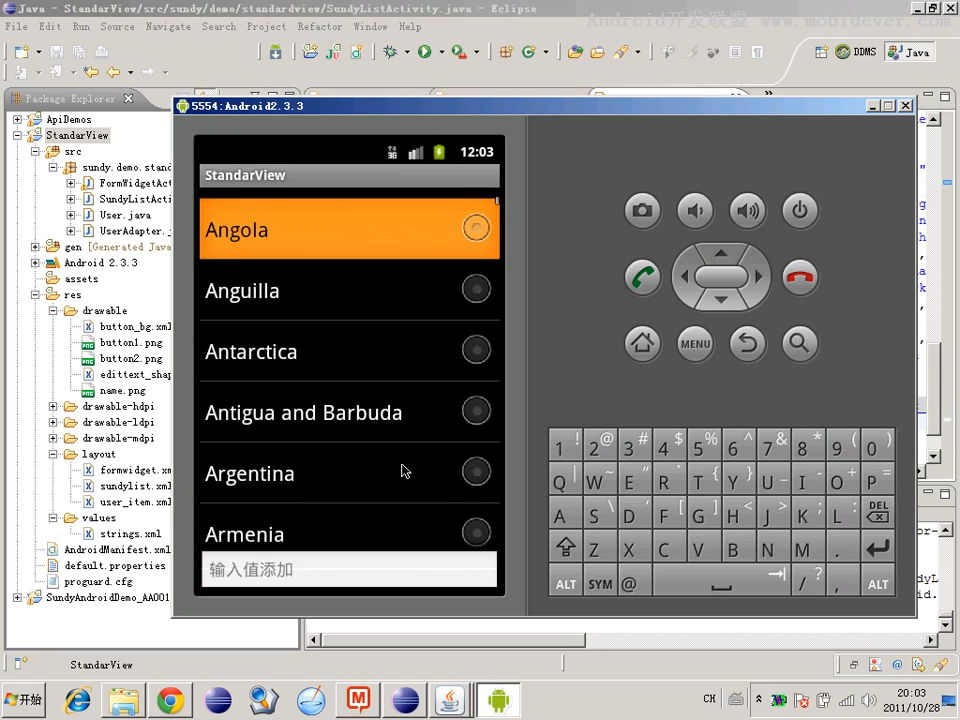 Java - StandarView/src/sundy/demo/standardview/SundyListActivity.java - Eclipse
Android开发联盟 www.mobidever.com
File Edit Run Source Navigate Search Project Refactor Window Help
DDMS Java
Package Explorer
5554:Android2.3.3
ApiDemos
StandarView
src
sundy.demo.stand
FormWidgetAct
SundyListActi
User.java
UserAdapter.j
gen [Generated Java
Android 2.3.3
assets
res
drawable
button_bg.xml
button1.png
button2.png
edittext_shap
name.png
drawable-hdpi
drawable-ldpi
drawable-mdpi
layout
formwidget.xm
sundylist.xml
user_item.xml
values
strings.xml
AndroidManifest.xml
default.properties
proguard.cfg
SundyAndroidDemo_AA001
3G 12:03
StandarView
Angola
Anguilla
Antarctica
Antigua and Barbuda
Argentina
Armenia
输入值添加
MENU
1 ! 2 @ 3 # 4 $ 5 % 6 ^ 7 & 8 * 9 ( 0 )
Q W ~ E “ R ` T { Y } U _ I - O + P =
A S \ D ' F [ G ] H < J > K ; L : DEL
Z X C V B N M .
ALT SYM @ / ? , ALT
StandarView
开始
CH
20:03
2011/10/28